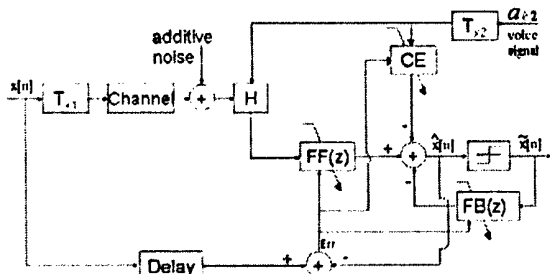 additive
noise
voice
signal
CE
x[n]
Channel
+
H
FF(z)
+
-
+
x̂[n]
x̃[n]
-
FB(z)
Err
Delay
+
+
-